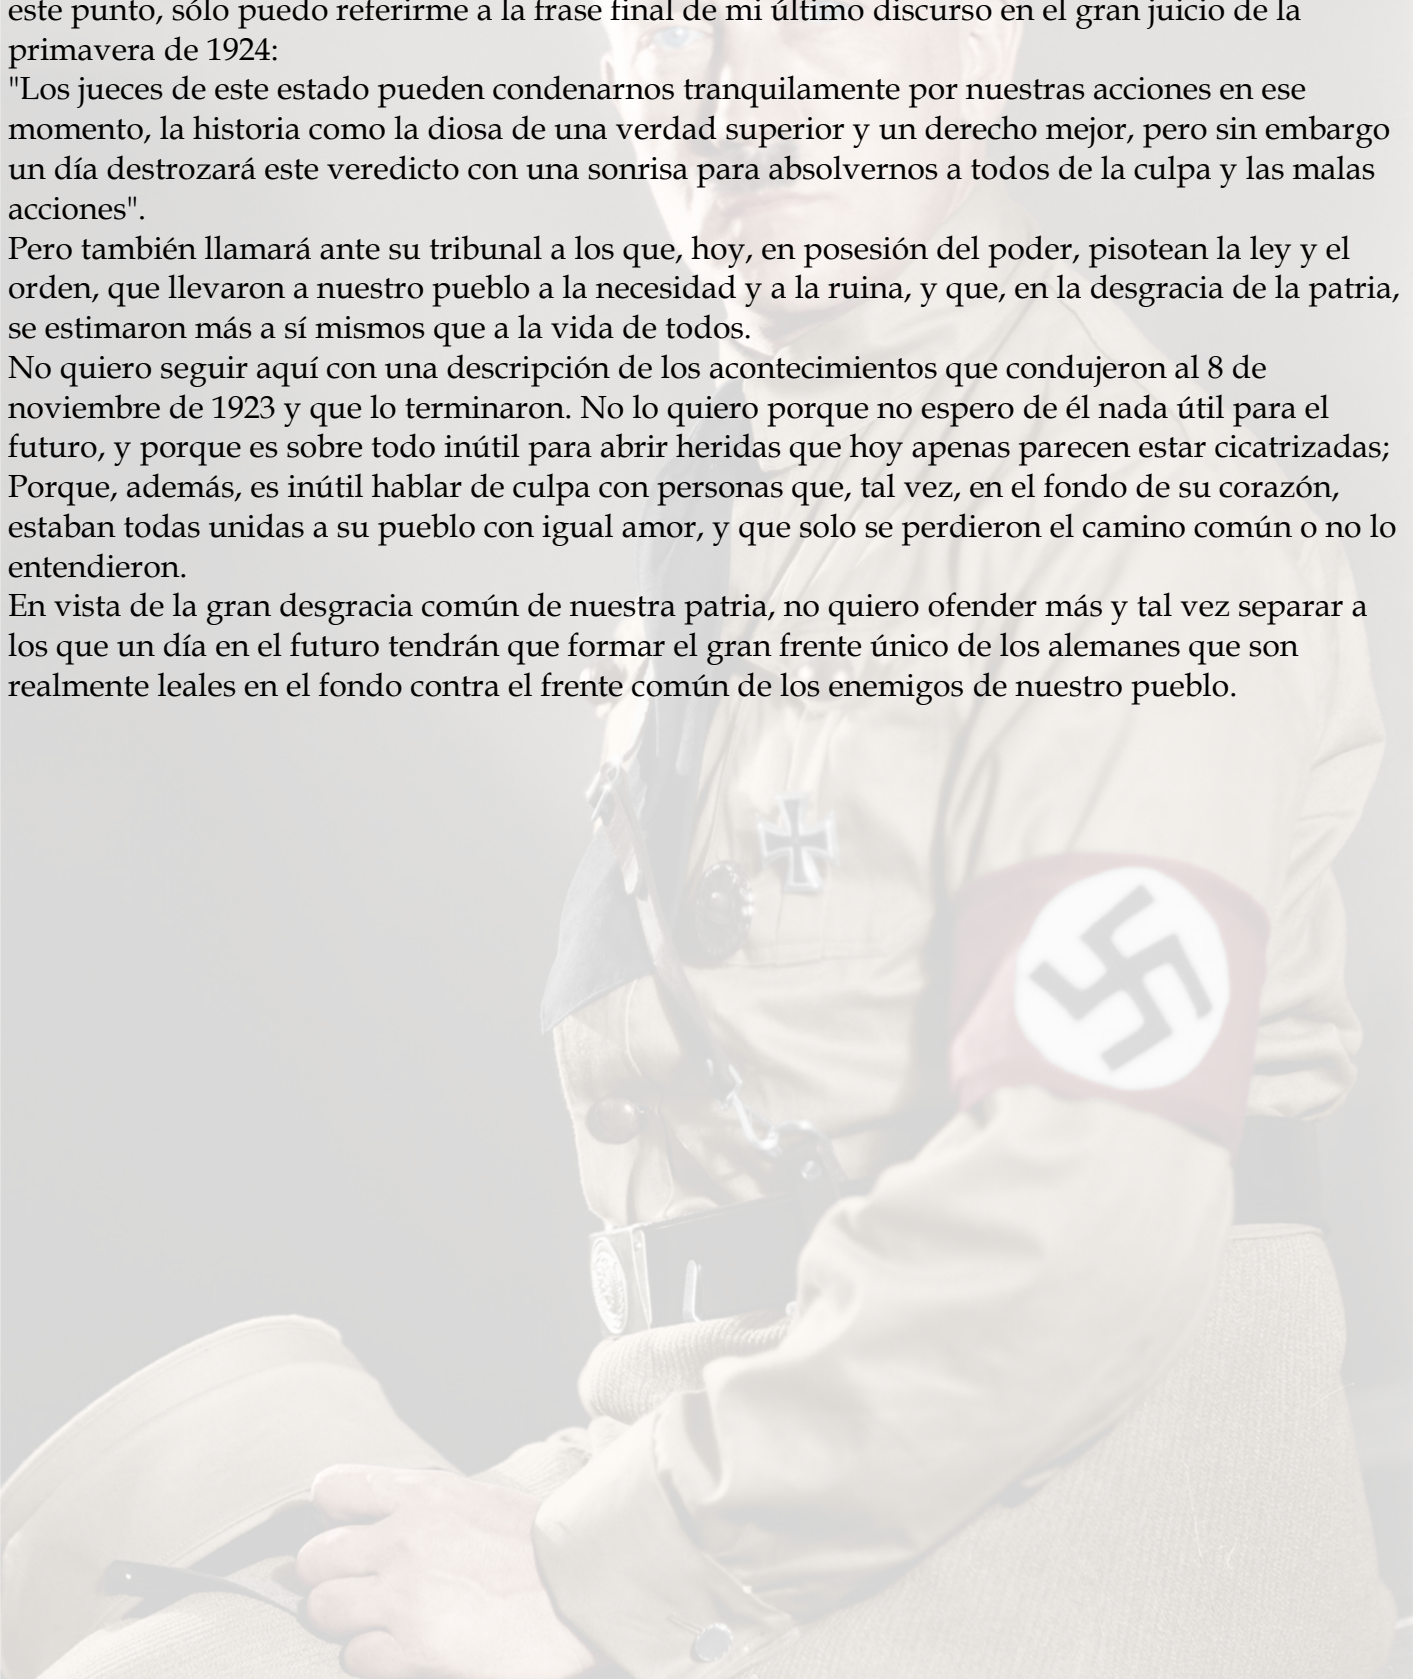 este punto, sólo puedo referirme a la frase final de mi último discurso en el gran juicio de la
primavera de 1924:
"Los jueces de este estado pueden condenarnos tranquilamente por nuestras acciones en ese
momento, la historia como la diosa de una verdad superior y un derecho mejor, pero sin embargo
un día destrozará este veredicto con una sonrisa para absolvernos a todos de la culpa y las malas
acciones".
Pero también llamará ante su tribunal a los que, hoy, en posesión del poder, pisotean la ley y el
orden, que llevaron a nuestro pueblo a la necesidad y a la ruina, y que, en la desgracia de la patria,
se estimaron más a sí mismos que a la vida de todos.
No quiero seguir aquí con una descripción de los acontecimientos que condujeron al 8 de
noviembre de 1923 y que lo terminaron. No lo quiero porque no espero de él nada útil para el
futuro, y porque es sobre todo inútil para abrir heridas que hoy apenas parecen estar cicatrizadas;
Porque, además, es inútil hablar de culpa con personas que, tal vez, en el fondo de su corazón,
estaban todas unidas a su pueblo con igual amor, y que solo se perdieron el camino común o no lo
entendieron.
En vista de la gran desgracia común de nuestra patria, no quiero ofender más y tal vez separar a
los que un día en el futuro tendrán que formar el gran frente único de los alemanes que son
realmente leales en el fondo contra el frente común de los enemigos de nuestro pueblo.